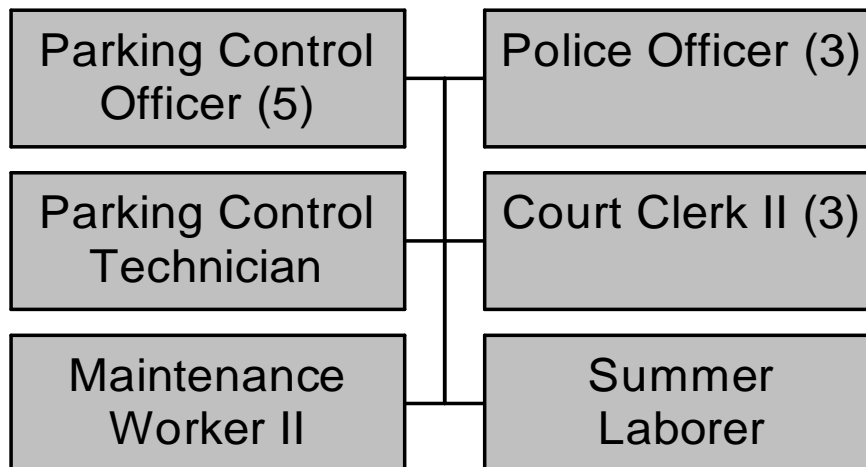 Parking Control
Officer (5)
Police Officer (3)
Parking Control
Technician
Court Clerk II (3)
Maintenance
Worker II
Summer
Laborer